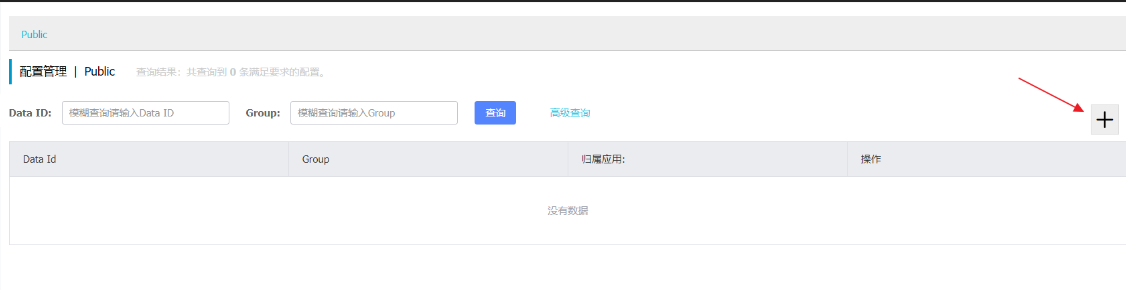 Public
配置管理 | Public 查询结果：共查询到 0 条满足要求的配置。
Data ID: 模糊查询请输入Data ID Group: 模糊查询请输入Group 查询 高级查询
Data Id Group 归属应用: 操作
没有数据